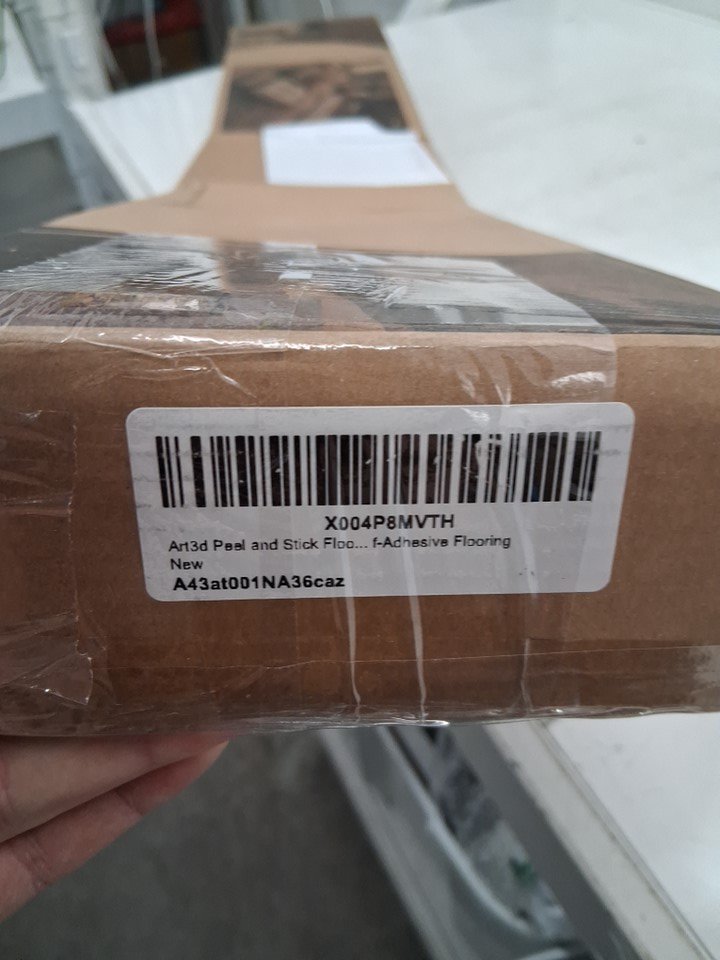 X004P8MVTH
Art3d Peel and Stick Floo... f-Adhesive Flooring
New
A43at001NA36caz